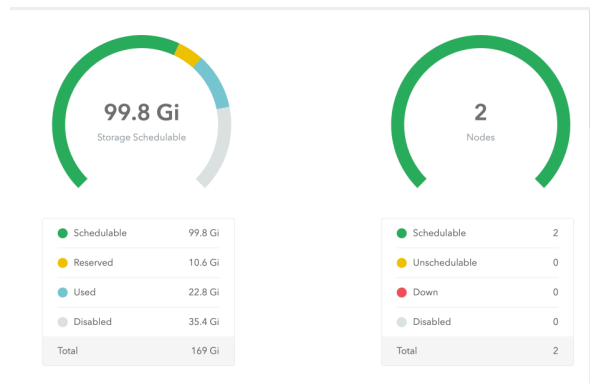 99.8 Gi
Storage Schedulable
Schedulable 99.8 Gi
Reserved 10.6 Gi
Used 22.8 Gi
Disabled 35.4 Gi
Total 169 Gi
2
Nodes
Schedulable 2
Unschedulable 0
Down 0
Disabled 0
Total 2